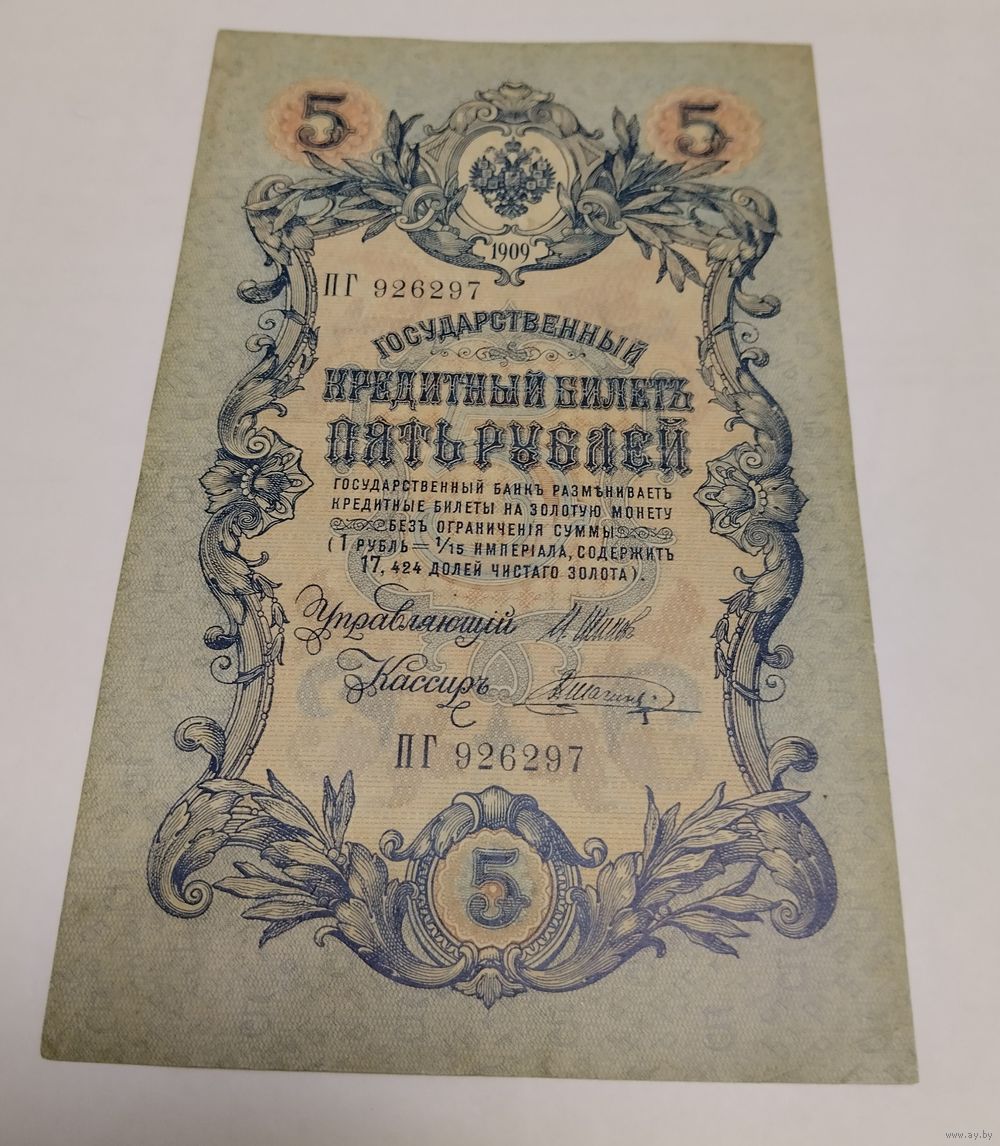 5 5
1909
ПГ 926297
ГОСУДАРСТВЕННЫЙ
КРЕДИТНЫЙ БИЛЕТЪ
ПЯТЬ РУБЛЕЙ
ГОСУДАРСТВЕННЫЙ БАНКЪ РАЗМѢНИВАЕТЪ
КРЕДИТНЫЕ БИЛЕТЫ НА ЗОЛОТУЮ МОНЕТУ
БЕЗЪ ОГРАНИЧЕНІЯ СУММЫ
(1 РУБЛЬ = 1/15 ИМПЕРІАЛА, СОДЕРЖИТЪ
17,424 ДОЛЕЙ ЧИСТАГО ЗОЛОТА).
Управляющій
Кассиръ
ПГ 926297
5
www.ay.by